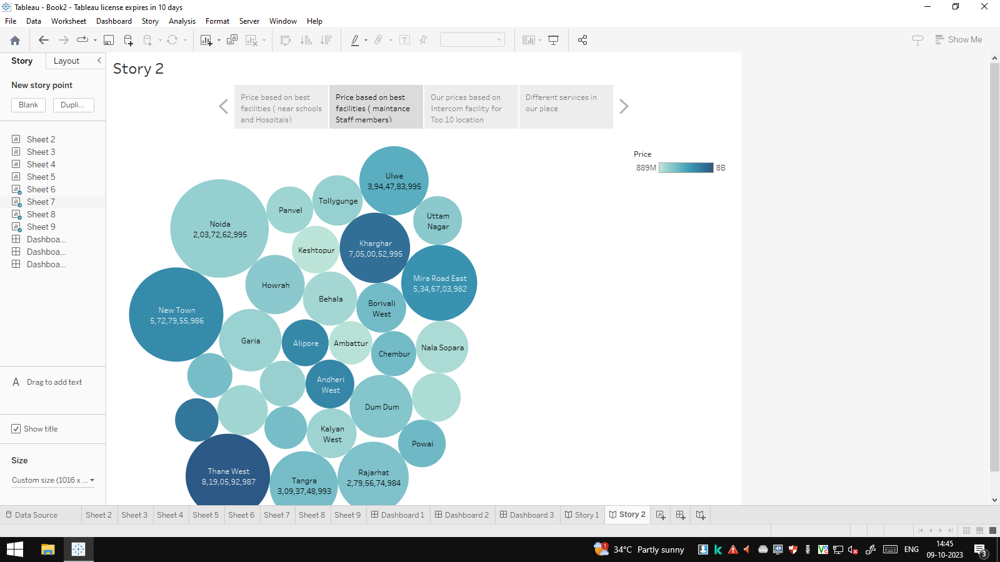 Tableau - Book2 - Tableau license expires in 10 days
File Data Worksheet Dashboard Story Analysis Format Server Window Help
Show Me
Story Layout
New story point
Blank Dupli...
Sheet 2
Sheet 3
Sheet 4
Sheet 5
Sheet 6
Sheet 7
Sheet 8
Sheet 9
Dashboa...
Dashboa...
Dashboa...
A Drag to add text
Show title
Size
Custom size (1016 x ...
Story 2
Price based on best
facilities ( near schools
and Hospitals)
Price based on best
facilities ( maintance
Staff members)
Our prices based on
Intercom facility for
Top 10 location
Different services in
our place
Price
889M 8B
Ulwe
3,94,47,83,995
Tollygunge
Panvel
Uttam
Nagar
Noida
2,03,72,62,995
Kharghar
7,05,00,52,995
Keshtopur
Mira Road East
5,34,67,03,982
Howrah
Behala
Borivali
West
New Town
5,72,79,55,986
Garia
Alipore
Ambattur
Chembur
Nala Sopara
Andheri
West
Dum Dum
Kalyan
West
Powai
Thane West
8,19,05,92,987
Tangra
3,09,37,48,993
Rajarhat
2,79,56,74,984
Data Source Sheet 2 Sheet 3 Sheet 4 Sheet 5 Sheet 6 Sheet 7 Sheet 8 Sheet 9 Dashboard 1 Dashboard 2 Dashboard 3 Story 1 Story 2
1 34°C Partly sunny ENG
14:45
09-10-2023
3